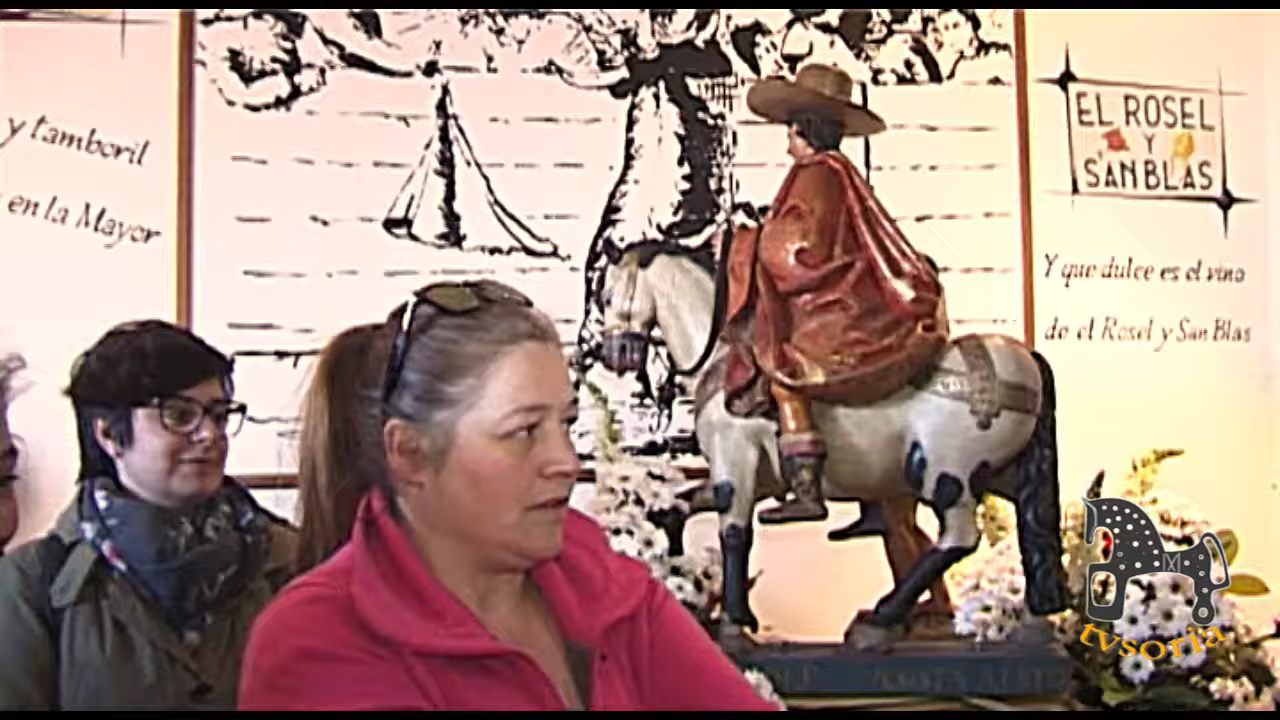 y tamboril
en la Mayor
EL ROSEL
Y
SAN BLAS
Y que dulce es el vino
de el Rosel y San Blas
tvsoria